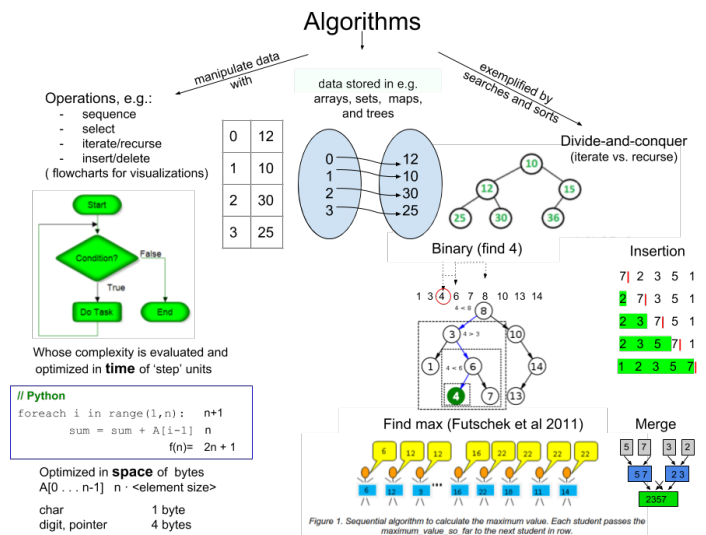 Algorithms
manipulate data
with
data stored in e.g.
arrays, sets, maps,
and trees
exemplified by
searches and sorts
Operations, e.g.:
- sequence
- select
- iterate/recurse
- insert/delete
( flowcharts for visualizations)
Start
Condition?
False
True
Do Task
End
Whose complexity is evaluated and
optimized in time of 'step' units
// Python
foreach i in range(1,n): n+1
sum = sum + A[i-1] n
f(n)= 2n + 1
Optimized in space of bytes
A[0 . . . n-1] n · <element size>
char 1 byte
digit, pointer 4 bytes
0 12
1 10
2 30
3 25
0 12
1 10
2 30
3 25
Divide-and-conquer
(iterate vs. recurse)
10
12 15
25 30 36
Binary (find 4)
1 3 4 6 7 8 10 13 14
4 < 8
8
3 4 > 3 10
1 4 < 6 6 14
4 7 13
Insertion
7| 2 3 5 1
2 7| 3 5 1
2 3 7| 5 1
2 3 5 7| 1
1 2 3 5 7|
Find max (Futschek et al 2011)
6 12 12 16 22 22 22 22
6 12 3 ... 16 22 18 11 14
Figure 1. Sequential algorithm to calculate the maximum value. Each student passes the
maximum_value_so_far to the next student in row.
Merge
5 7 3 2
5 7 2 3
2357